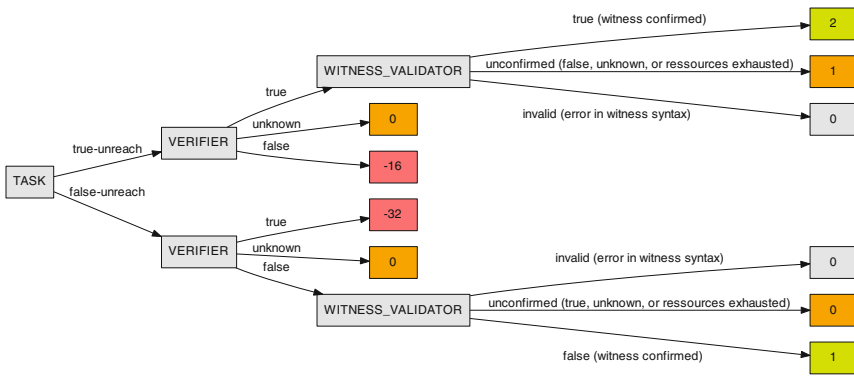 true (witness confirmed)
2
WITNESS_VALIDATOR
unconfirmed (false, unknown, or ressources exhausted)
1
true
invalid (error in witness syntax)
0
unknown
0
VERIFIER
true-unreach
false
-16
TASK
false-unreach
true
-32
VERIFIER
unknown
0
false
invalid (error in witness syntax)
0
WITNESS_VALIDATOR
unconfirmed (true, unknown, or ressources exhausted)
0
false (witness confirmed)
1